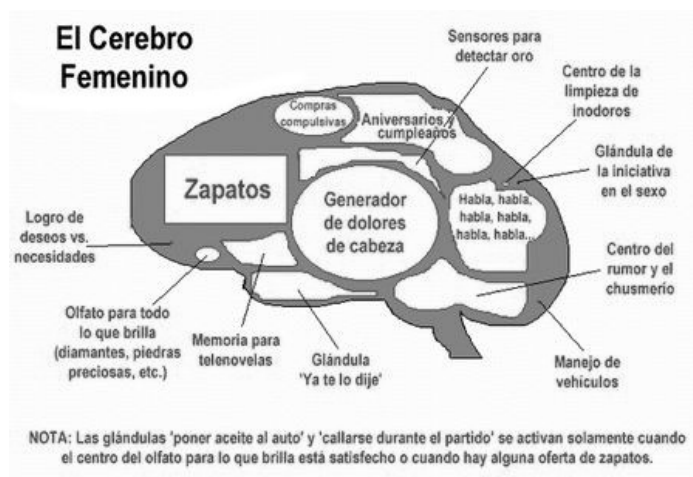 El Cerebro
Femenino
Sensores para
detectar oro
Centro de la
limpieza de
inodoros
Compras
compulsivas
Aniversarios y
cumpleaños
Glándula de
la iniciativa
en el sexo
Zapatos
Generador
de dolores
de cabeza
Habla, habla,
habla, habla,
habla, habla...
Logro de
deseos vs.
necesidades
Centro del
rumor y el
chusmerio
Olfato para todo
lo que brilla
(diamantes, piedras
preciosas, etc.)
Memoria para
telenovelas
Glándula
'Ya te lo dije'
Manejo de
vehículos
NOTA: Las glándulas 'poner aceite al auto' y 'callarse durante el partido' se activan solamente cuando
el centro del olfato para lo que brilla está satisfecho o cuando hay alguna oferta de zapatos.